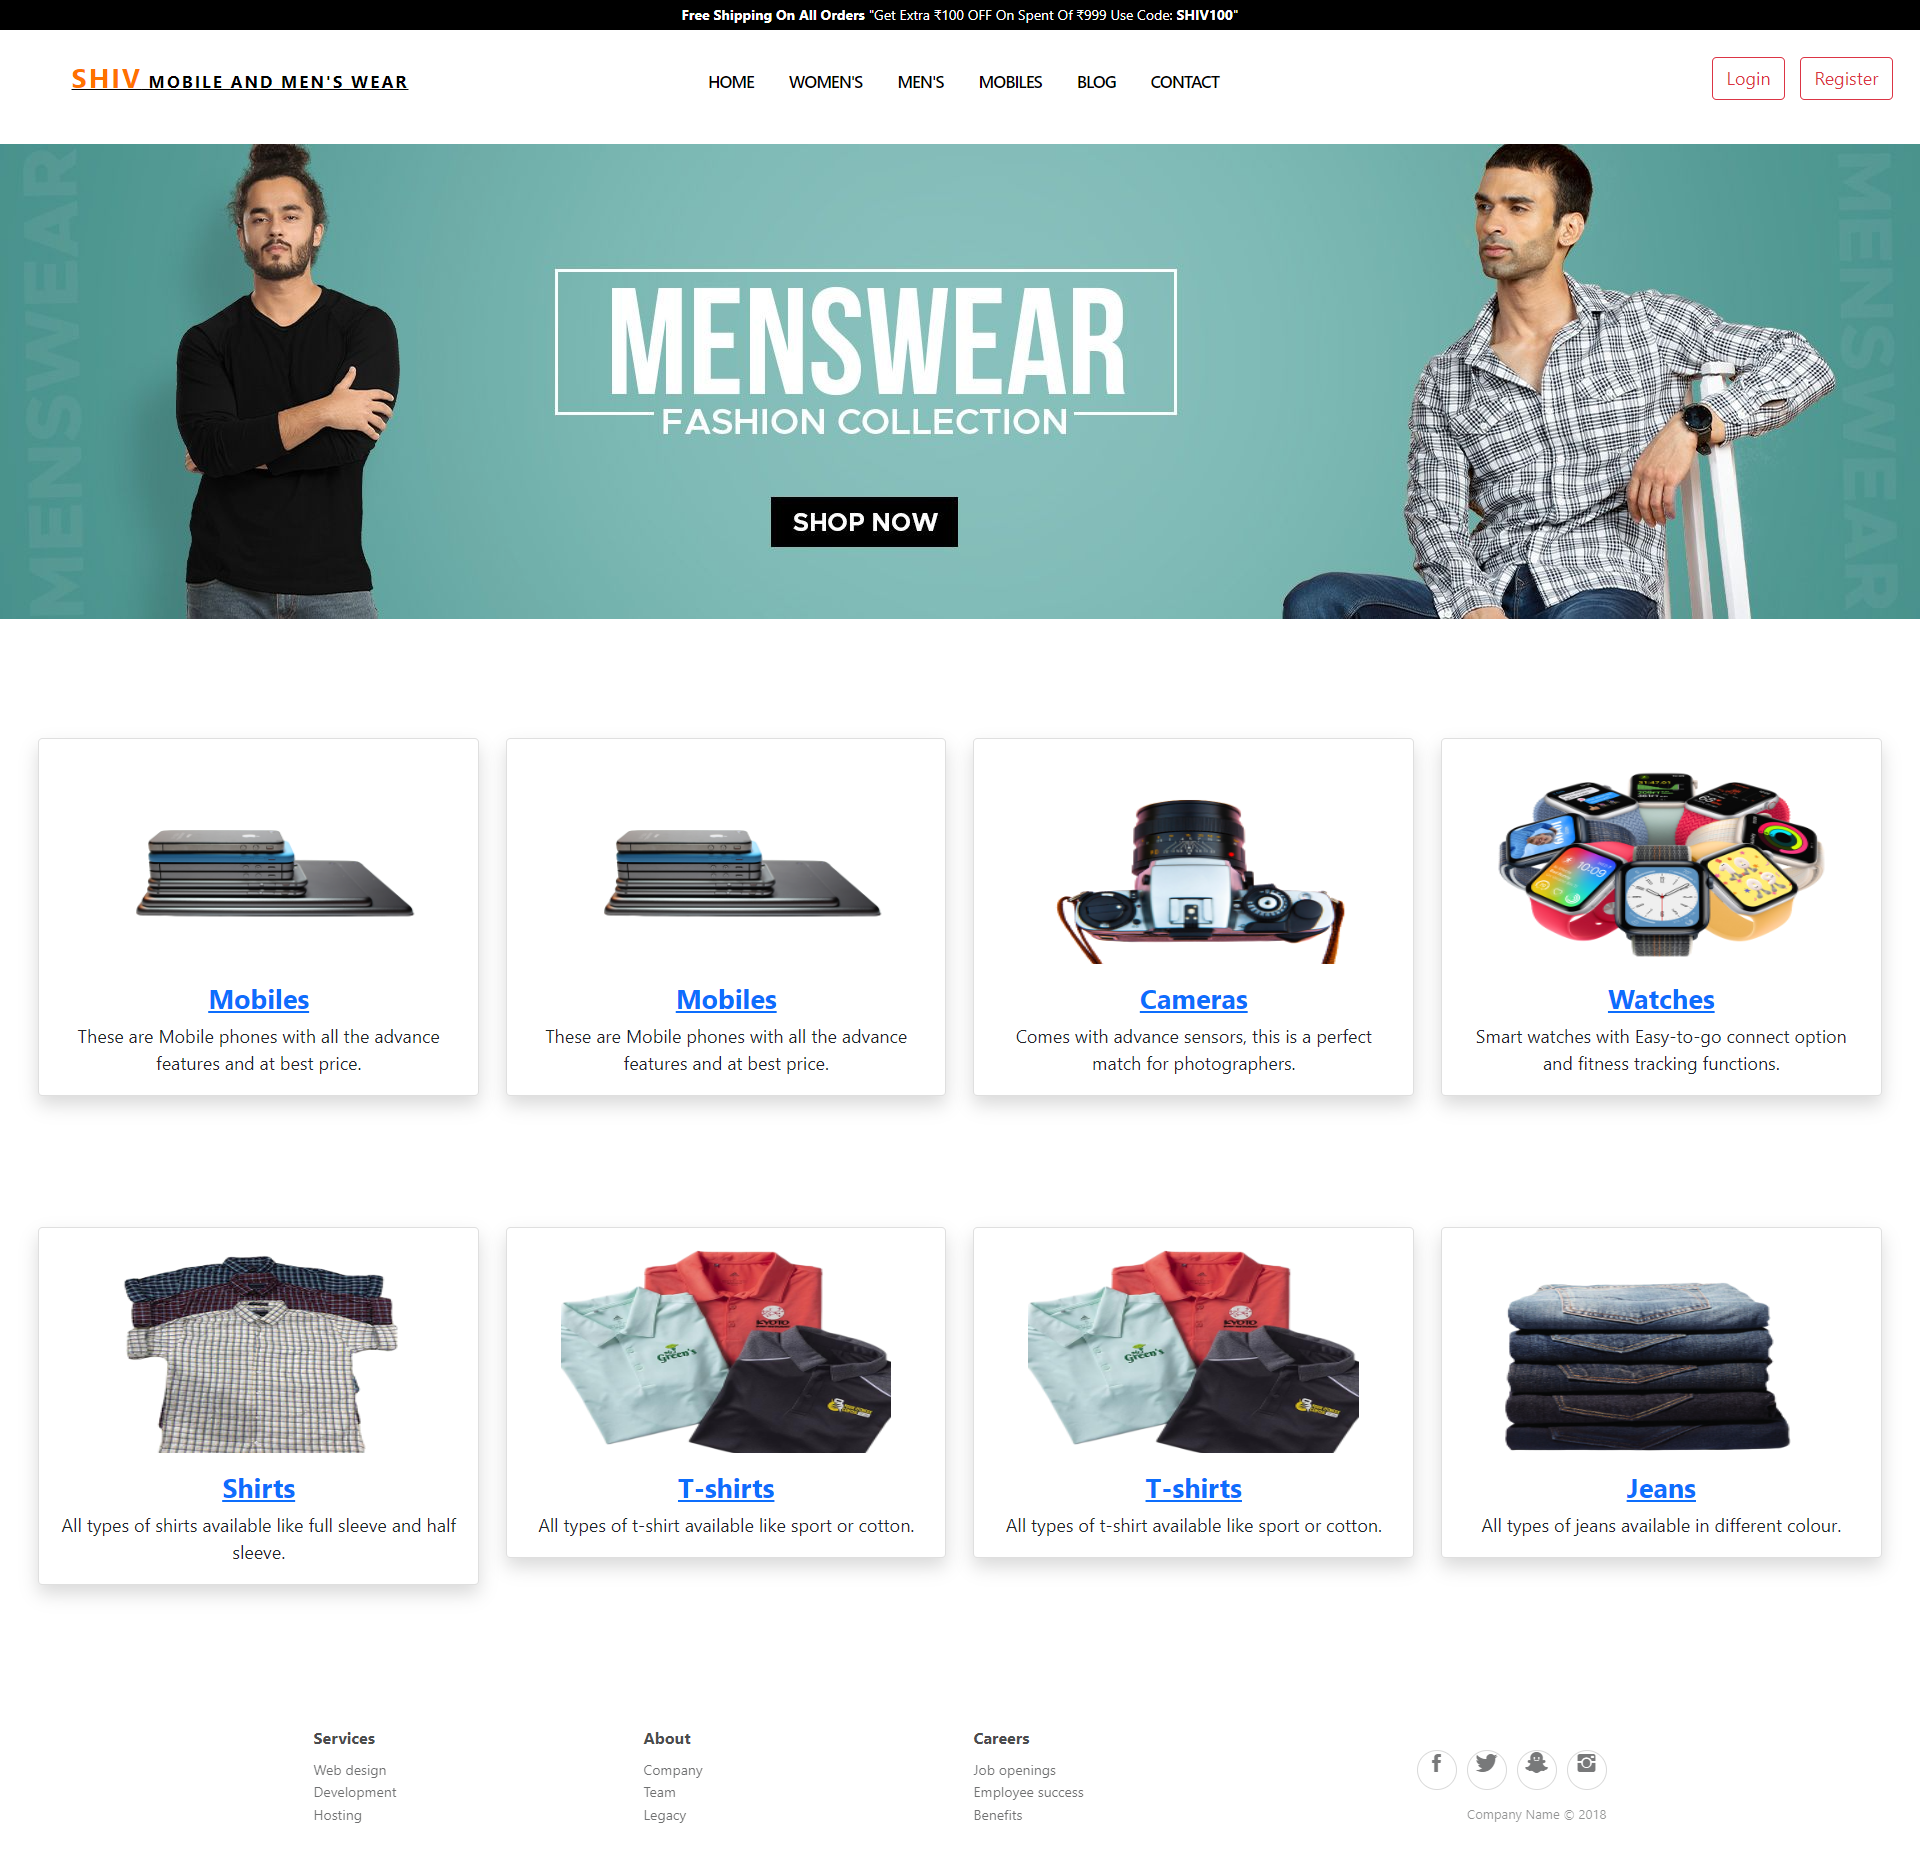 Free Shipping On All Orders "Get Extra ₹100 OFF On Spent Of ₹999 Use Code: SHIV100"
SHIV MOBILE AND MEN'S WEAR
HOME WOMEN'S MEN'S MOBILES BLOG CONTACT
Login Register
MENSWEAR
MENSWEAR
MENSWEAR
FASHION COLLECTION
SHOP NOW
Mobiles
These are Mobile phones with all the advance
features and at best price.
Mobiles
These are Mobile phones with all the advance
features and at best price.
Cameras
Comes with advance sensors, this is a perfect
match for photographers.
10:09
Watches
Smart watches with Easy-to-go connect option
and fitness tracking functions.
Shirts
All types of shirts available like full sleeve and half
sleeve.
Green's
KYOTO
T-shirts
All types of t-shirt available like sport or cotton.
Green's
KYOTO
T-shirts
All types of t-shirt available like sport or cotton.
Jeans
All types of jeans available in different colour.
Services
Web design
Development
Hosting
About
Company
Team
Legacy
Careers
Job openings
Employee success
Benefits
Company Name © 2018